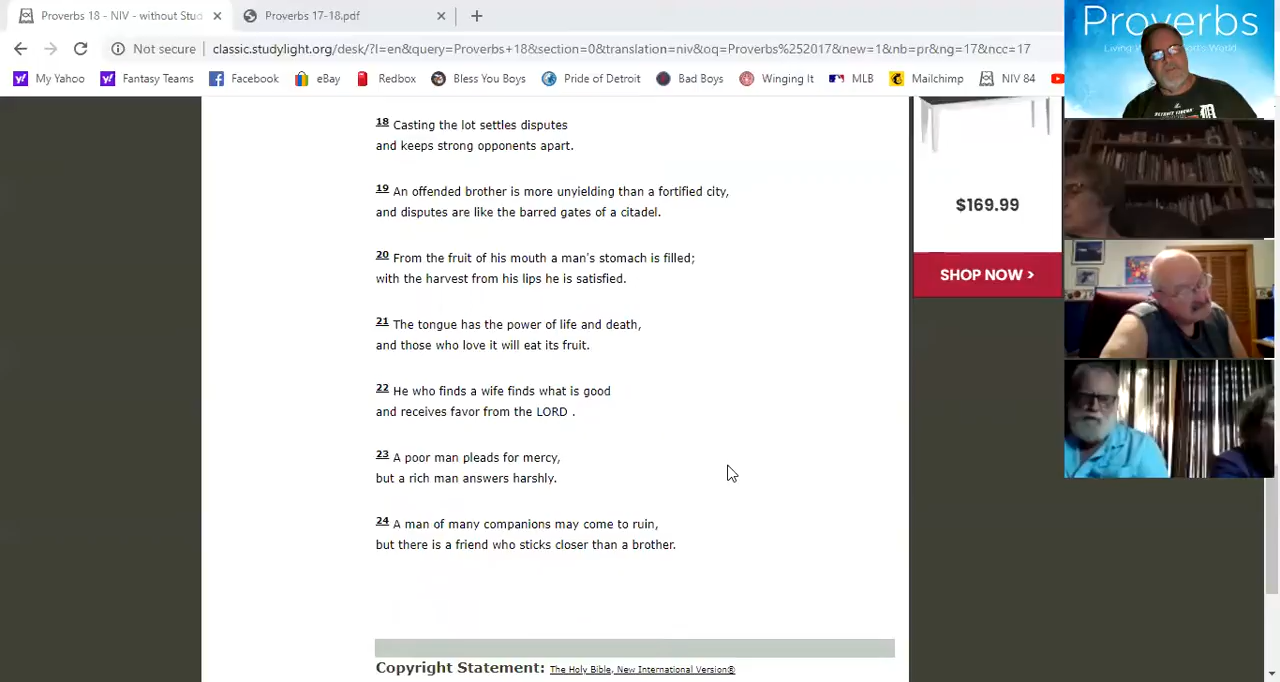 Proverbs 18 - NIV - without Stud
Proverbs 17-18.pdf
Not secure
classic.studylight.org/desk/?l=en&query=Proverbs+18&section=0&translation=niv&oq=Proverbs%252017&new=1&nb=pr&ng=17&ncc=17
My Yahoo
Fantasy Teams
Facebook
eBay
Redbox
Bless You Boys
Pride of Detroit
Bad Boys
Winging It
MLB
Mailchimp
NIV 84
18 Casting the lot settles disputes
and keeps strong opponents apart.
19 An offended brother is more unyielding than a fortified city,
and disputes are like the barred gates of a citadel.
20 From the fruit of his mouth a man's stomach is filled;
with the harvest from his lips he is satisfied.
21 The tongue has the power of life and death,
and those who love it will eat its fruit.
22 He who finds a wife finds what is good
and receives favor from the LORD .
23 A poor man pleads for mercy,
but a rich man answers harshly.
24 A man of many companions may come to ruin,
but there is a friend who sticks closer than a brother.
Copyright Statement: The Holy Bible, New International Version®
$169.99
SHOP NOW >
Proverbs